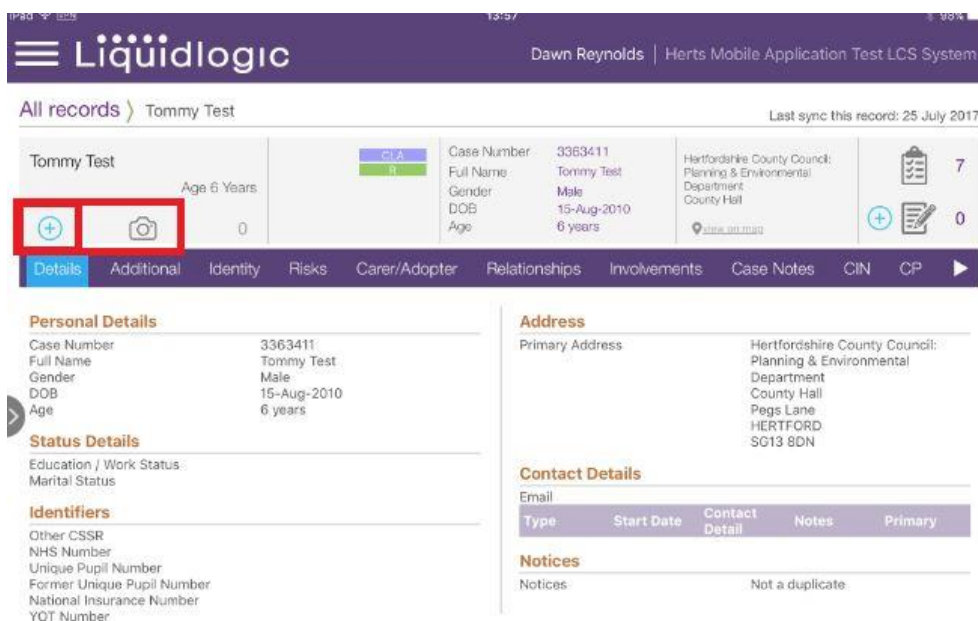 iPad
13:57
98%
Liquidlogic
Dawn Reynolds | Herts Mobile Application Test LCS System
All records > Tommy Test
Last sync this record: 25 July 2017
Tommy Test
Age 6 Years
0
CLA
R
Case Number 3363411
Full Name Tommy Test
Gender Male
DOB 15-Aug-2010
Age 6 years
Hertfordshire County Council:
Planning & Environmental
Department
County Hall
view on map
7
0
Details Additional Identity Risks Carer/Adopter Relationships Involvements Case Notes CIN CP
Personal Details
Case Number 3363411
Full Name Tommy Test
Gender Male
DOB 15-Aug-2010
Age 6 years
Status Details
Education / Work Status
Marital Status
Identifiers
Other CSSR
NHS Number
Unique Pupil Number
Former Unique Pupil Number
National Insurance Number
YOT Number
Address
Primary Address Hertfordshire County Council:
Planning & Environmental
Department
County Hall
Pegs Lane
HERTFORD
SG13 8DN
Contact Details
Email
Type Start Date Contact Detail Notes Primary
Notices
Notices Not a duplicate